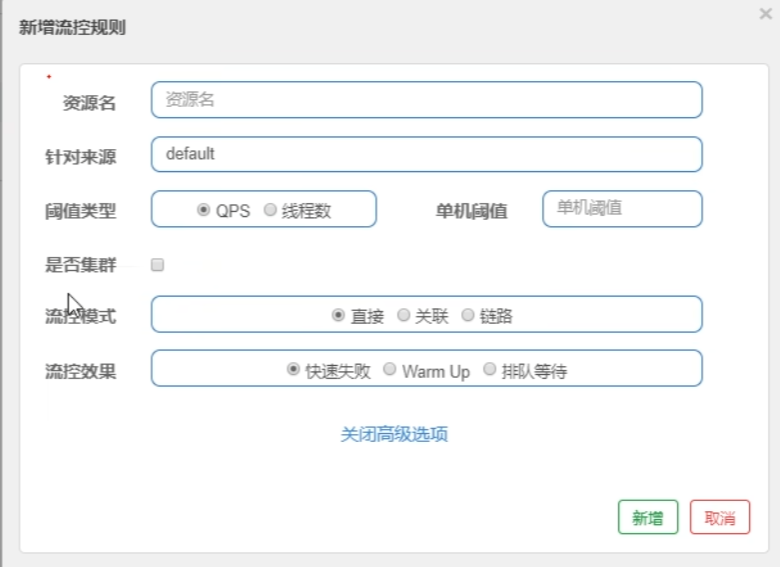 新增流控规则
×
资源名 资源名
针对来源 default
阈值类型 QPS 线程数 单机阈值 单机阈值
是否集群
流控模式 直接 关联 链路
流控效果 快速失败 Warm Up 排队等待
关闭高级选项
新增 取消